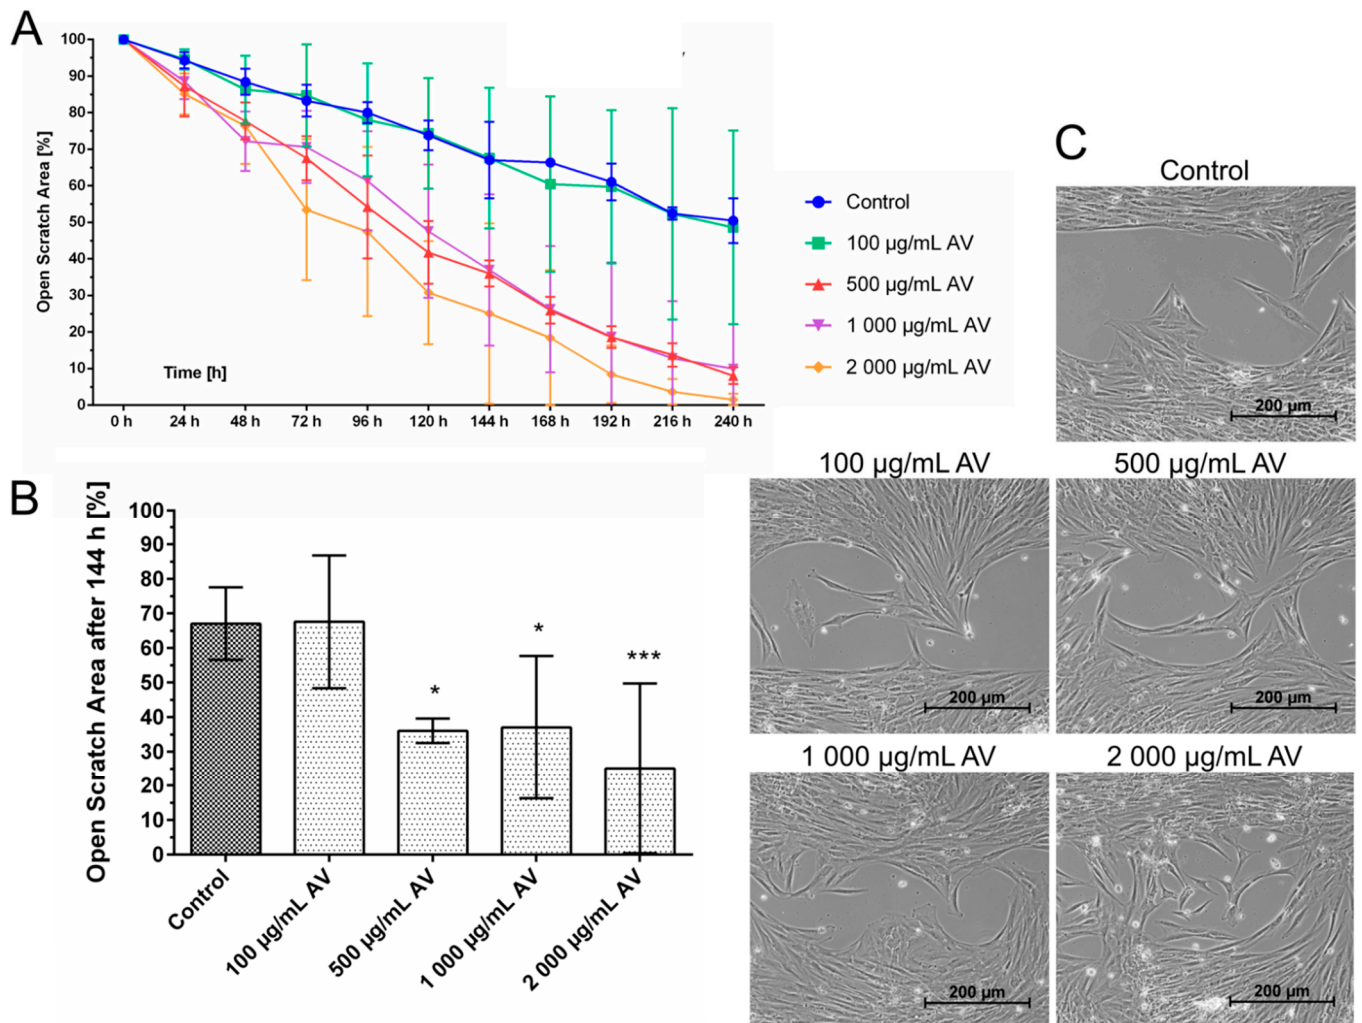 A
100
90
80
70
60
50
40
30
20
10
0
Open Scratch Area [%]
Time [h]
0 h 24 h 48 h 72 h 96 h 120 h 144 h 168 h 192 h 216 h 240 h
Control
100 µg/mL AV
500 µg/mL AV
1 000 µg/mL AV
2 000 µg/mL AV
B
Open Scratch Area after 144 h [%]
100
90
80
70
60
50
40
30
20
10
0
*
*
***
Control
100 µg/mL AV
500 µg/mL AV
1 000 µg/mL AV
2 000 µg/mL AV
C
Control
200 µm
100 µg/mL AV
200 µm
500 µg/mL AV
200 µm
1 000 µg/mL AV
200 µm
2 000 µg/mL AV
200 µm